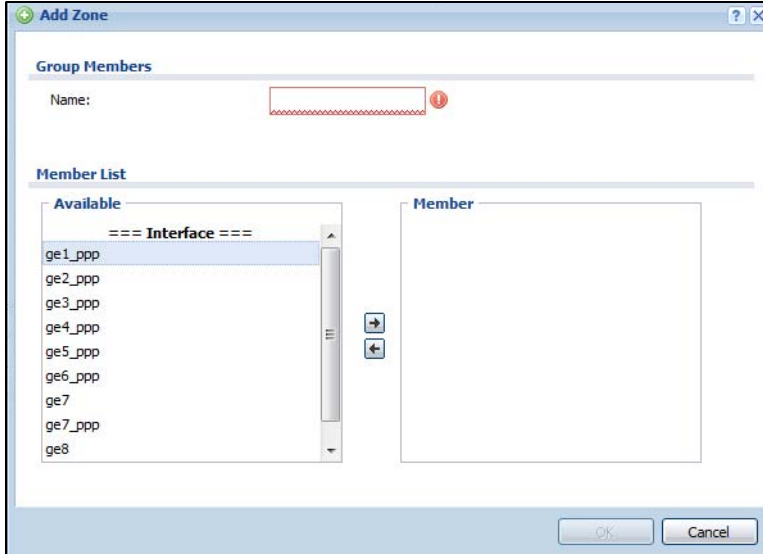 Add Zone
Group Members
Name:
Member List
Available
Member
=== Interface ===
ge1_ppp
ge2_ppp
ge3_ppp
ge4_ppp
ge5_ppp
ge6_ppp
ge7
ge7_ppp
ge8
OK
Cancel